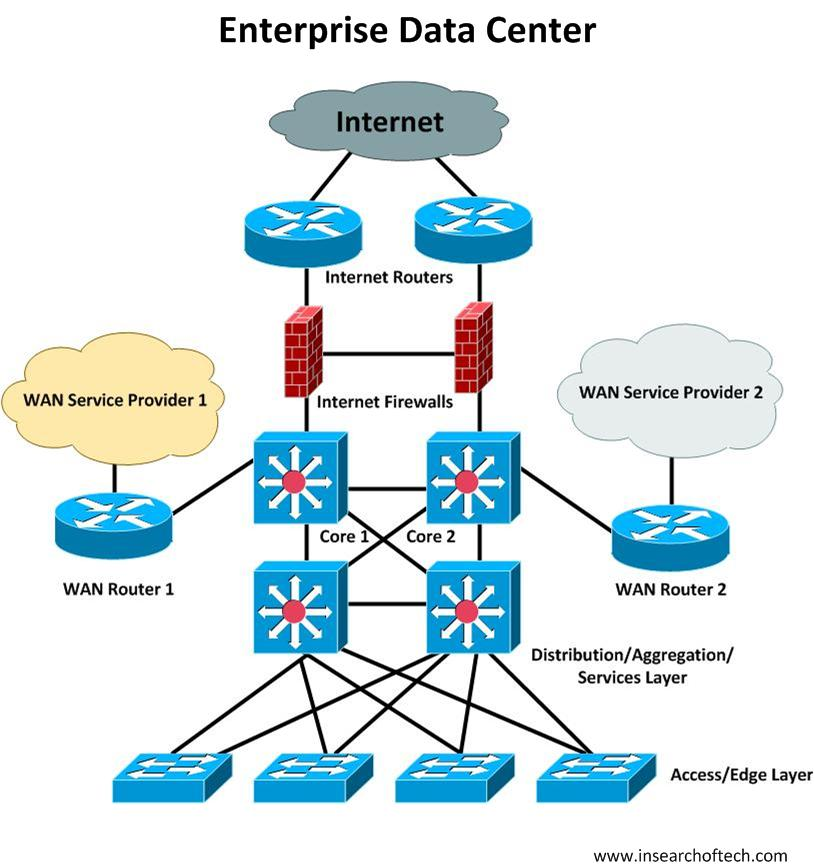 Enterprise Data Center
Internet
Internet Routers
WAN Service Provider 1
WAN Service Provider 2
Internet Firewalls
Core 1
Core 2
WAN Router 1
WAN Router 2
Distribution/Aggregation/
Services Layer
Access/Edge Layer
www.insearchoftech.com